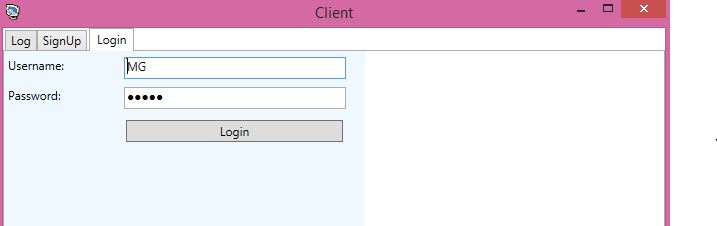 Client
Log SignUp Login
Username: MG
Password: •••••
Login